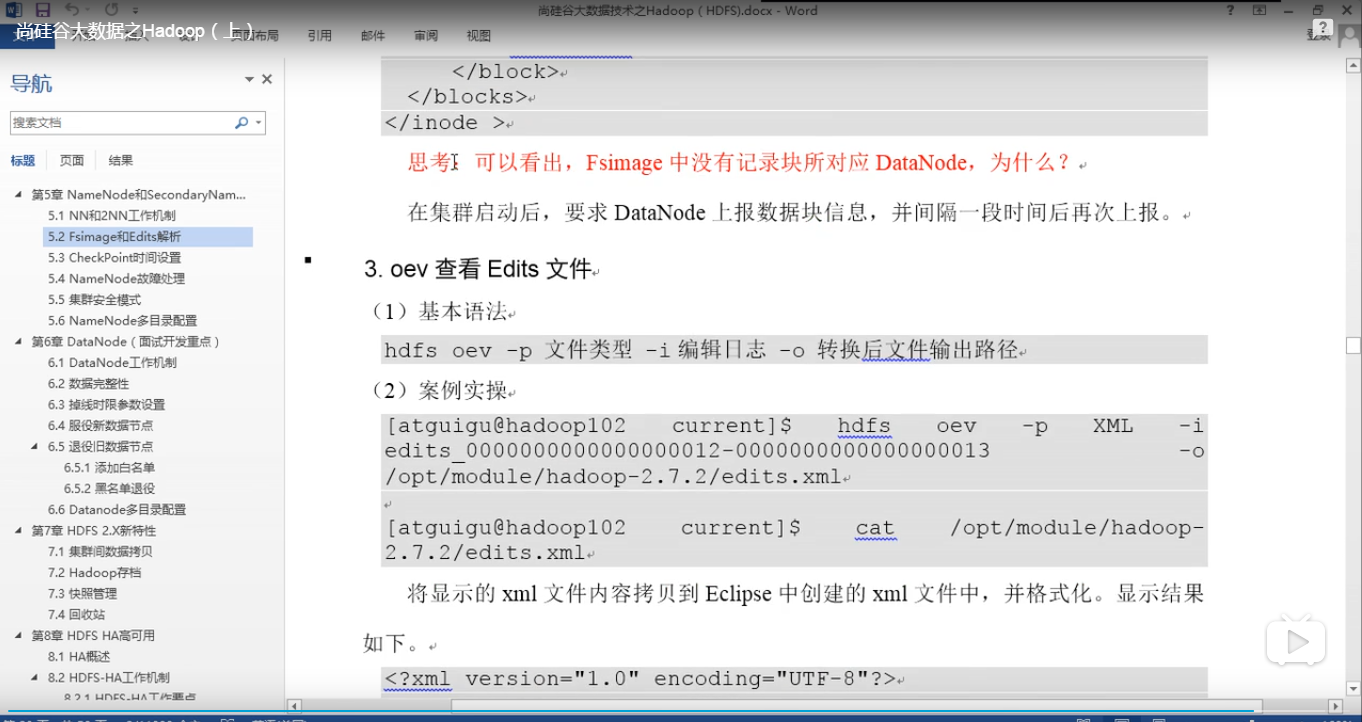 尚硅谷大数据技术之Hadoop（HDFS).docx - Word
尚硅谷大数据之Hadoop（上）
页面布局 引用 邮件 审阅 视图
登录
导航
搜索文档
标题 页面 结果
第5章 NameNode和SecondaryNam...
5.1 NN和2NN工作机制
5.2 Fsimage和Edits解析
5.3 CheckPoint时间设置
5.4 NameNode故障处理
5.5 集群安全模式
5.6 NameNode多目录配置
第6章 DataNode（面试开发重点）
6.1 DataNode工作机制
6.2 数据完整性
6.3 掉线时限参数设置
6.4 服役新数据节点
6.5 退役旧数据节点
6.5.1 添加白名单
6.5.2 黑名单退役
6.6 Datanode多目录配置
第7章 HDFS 2.X新特性
7.1 集群间数据拷贝
7.2 Hadoop存档
7.3 快照管理
7.4 回收站
第8章 HDFS HA高可用
8.1 HA概述
8.2 HDFS-HA工作机制
8.2.1 HDFS-HA工作要点
</block>
</blocks>
</inode >
思考：可以看出，Fsimage 中没有记录块所对应 DataNode，为什么？
在集群启动后，要求 DataNode 上报数据块信息，并间隔一段时间后再次上报。
3. oev 查看 Edits 文件
（1）基本语法
hdfs oev -p 文件类型 -i 编辑日志 -o 转换后文件输出路径
（2）案例实操
[atguigu@hadoop102 current]$ hdfs oev -p XML -i
edits_0000000000000000012-0000000000000000013 -o
/opt/module/hadoop-2.7.2/edits.xml
[atguigu@hadoop102 current]$ cat /opt/module/hadoop-
2.7.2/edits.xml
将显示的 xml 文件内容拷贝到 Eclipse 中创建的 xml 文件中，并格式化。显示结果
如下。
<?xml version="1.0" encoding="UTF-8"?>